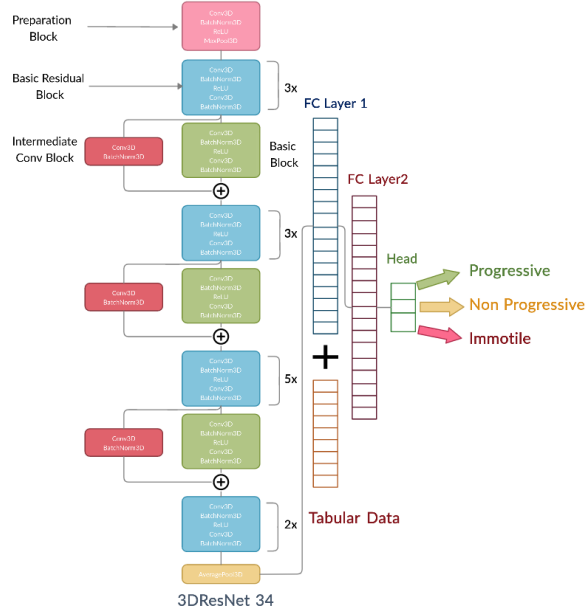 Preparation
Block
Conv3D
BatchNorm3D
ReLU
MaxPool3D
Basic Residual
Block
Conv3D
BatchNorm3D
ReLU
Conv3D
BatchNorm3D
3x
FC Layer 1
Intermediate
Conv Block
Conv3D
BatchNorm3D
Conv3D
BatchNorm3D
ReLU
Conv3D
BatchNorm3D
Basic
Block
FC Layer2
+
Conv3D
BatchNorm3D
ReLU
Conv3D
BatchNorm3D
3x
Head
Progressive
Non Progressive
Immotile
Conv3D
BatchNorm3D
Conv3D
BatchNorm3D
ReLU
Conv3D
BatchNorm3D
+
+
Conv3D
BatchNorm3D
ReLU
Conv3D
BatchNorm3D
5x
Conv3D
BatchNorm3D
Conv3D
BatchNorm3D
ReLU
Conv3D
BatchNorm3D
+
Conv3D
BatchNorm3D
ReLU
Conv3D
BatchNorm3D
2x
Tabular Data
AveragePool3D
3DResNet 34